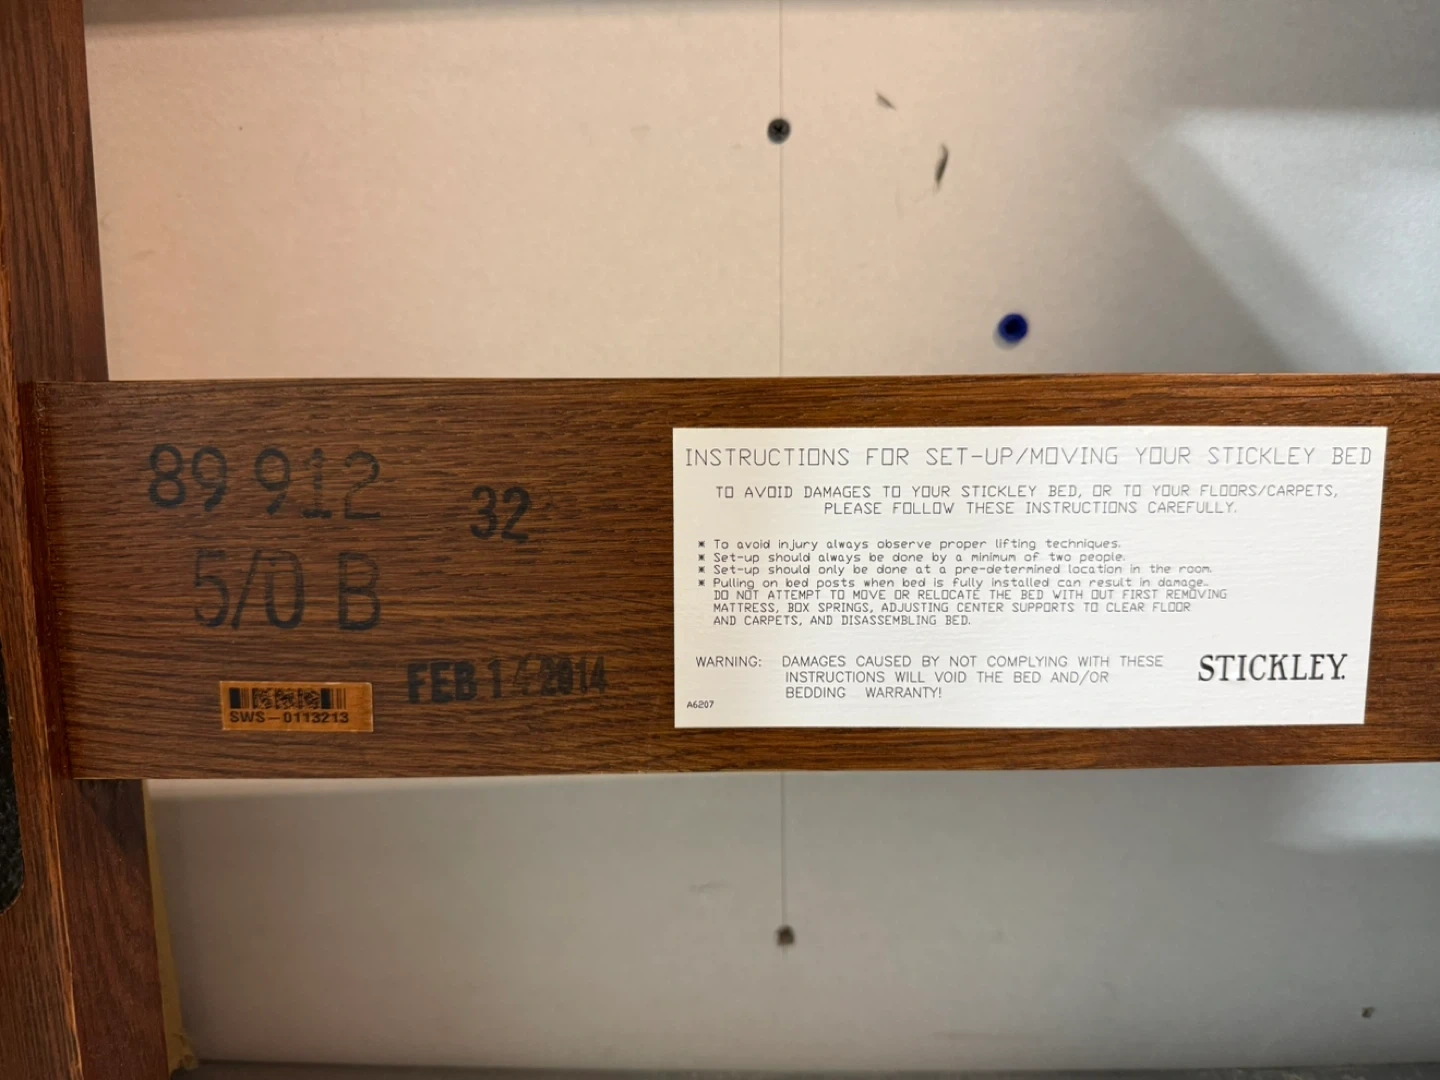 89 912
32
5/0 B
FEB 14 2014
SWS-0113213
INSTRUCTIONS FOR SET-UP/MOVING YOUR STICKLEY BED
TO AVOID DAMAGES TO YOUR STICKLEY BED, OR TO YOUR FLOORS/CARPETS,
PLEASE FOLLOW THESE INSTRUCTIONS CAREFULLY.
* To avoid injury always observe proper lifting techniques.
* Set-up should always be done by a minimum of two people.
* Set-up should only be done at a pre-determined location in the room.
* Pulling on bed posts when bed is fully installed can result in damage.
DO NOT ATTEMPT TO MOVE OR RELOCATE THE BED WITH OUT FIRST REMOVING
MATTRESS, BOX SPRINGS, ADJUSTING CENTER SUPPORTS TO CLEAR FLOOR
AND CARPETS, AND DISASSEMBLING BED.
WARNING: DAMAGES CAUSED BY NOT COMPLYING WITH THESE
INSTRUCTIONS WILL VOID THE BED AND/OR
BEDDING WARRANTY!
STICKLEY.
A6207